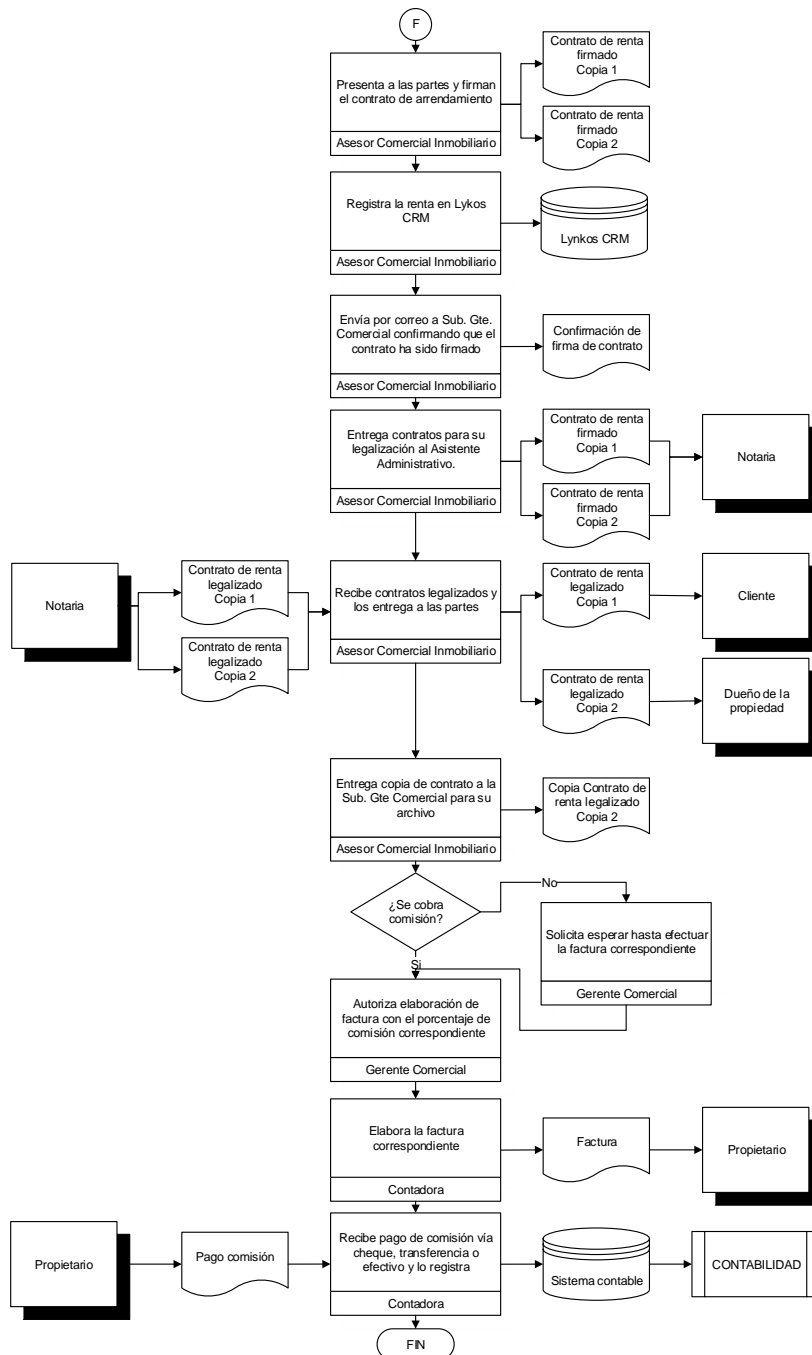 F
Presenta a las partes y firman
el contrato de arrendamiento
Asesor Comercial Inmobiliario
Contrato de renta
firmado
Copia 1
Contrato de renta
firmado
Copia 2
Registra la renta en Lykos
CRM
Asesor Comercial Inmobiliario
Lynkos CRM
Envía por correo a Sub. Gte.
Comercial confirmando que el
contrato ha sido firmado
Asesor Comercial Inmobiliario
Confirmación de
firma de contrato
Entrega contratos para su
legalización al Asistente
Administrativo.
Asesor Comercial Inmobiliario
Contrato de renta
firmado
Copia 1
Contrato de renta
firmado
Copia 2
Notaria
Notaria
Contrato de renta
legalizado
Copia 1
Contrato de renta
legalizado
Copia 2
Recibe contratos legalizados y
los entrega a las partes
Asesor Comercial Inmobiliario
Contrato de renta
legalizado
Copia 1
Cliente
Contrato de renta
legalizado
Copia 2
Dueño de la
propiedad
Entrega copia de contrato a la
Sub. Gte Comercial para su
archivo
Asesor Comercial Inmobiliario
Copia Contrato de
renta legalizado
Copia 2
¿Se cobra
comisión?
No
Solicita esperar hasta efectuar
la factura correspondiente
Gerente Comercial
Si
Autoriza elaboración de
factura con el porcentaje de
comisión correspondiente
Gerente Comercial
Elabora la factura
correspondiente
Contadora
Factura
Propietario
Propietario
Pago comisión
Recibe pago de comisión vía
cheque, transferencia o
efectivo y lo registra
Contadora
Sistema contable
CONTABILIDAD
FIN